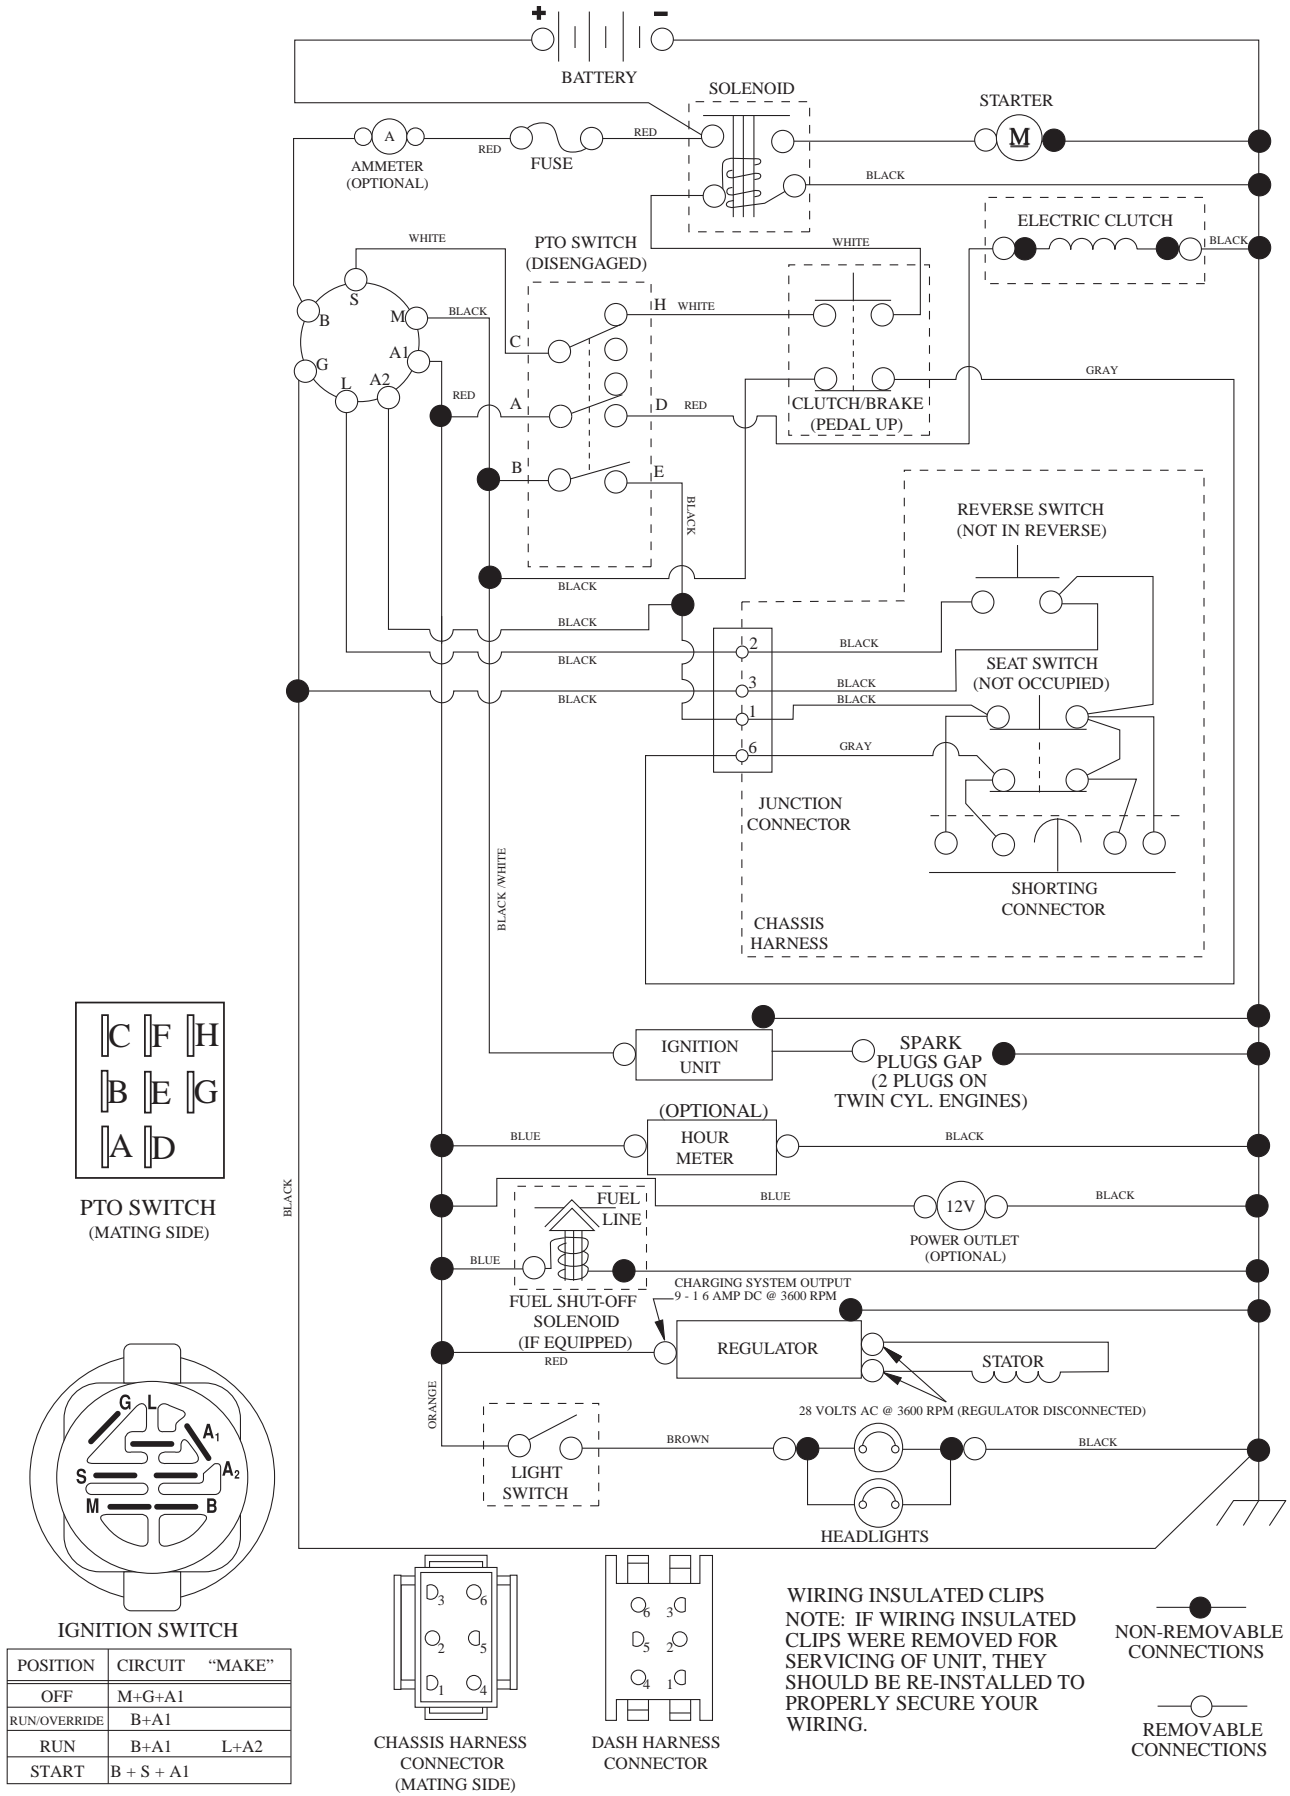 + -
BATTERY
SOLENOID
STARTER
A
RED
FUSE
RED
M
AMMETER
(OPTIONAL)
BLACK
ELECTRIC CLUTCH
WHITE
PTO SWITCH
(DISENGAGED)
WHITE
BLACK
S
B
M
BLACK
H
WHITE
C
A1
G
L
A2
GRAY
RED
A
D
RED
CLUTCH/BRAKE
(PEDAL UP)
B
E
BLACK
REVERSE SWITCH
(NOT IN REVERSE)
BLACK
BLACK
2
BLACK
BLACK
SEAT SWITCH
(NOT OCCUPIED)
3
BLACK
BLACK
BLACK
1
6
GRAY
JUNCTION
CONNECTOR
BLACK /WHITE
SHORTING
CONNECTOR
CHASSIS
HARNESS
C F H
B E G
A D
PTO SWITCH
(MATING SIDE)
IGNITION
UNIT
SPARK
PLUGS GAP
(2 PLUGS ON
TWIN CYL. ENGINES)
(OPTIONAL)
HOUR
METER
BLUE
BLACK
BLACK
FUEL
LINE
BLUE
12V
BLACK
POWER OUTLET
(OPTIONAL)
BLUE
FUEL SHUT-OFF
SOLENOID
(IF EQUIPPED)
CHARGING SYSTEM OUTPUT
9 - 1 6 AMP DC @ 3600 RPM
RED
REGULATOR
STATOR
28 VOLTS AC @ 3600 RPM (REGULATOR DISCONNECTED)
ORANGE
BROWN
BLACK
LIGHT
SWITCH
HEADLIGHTS
G L
A1
S
A2
M
B
IGNITION SWITCH
POSITION CIRCUIT “MAKE”
OFF M+G+A1
RUN/OVERRIDE B+A1
RUN B+A1 L+A2
START B + S + A1
3 6
2 5
1 4
CHASSIS HARNESS
CONNECTOR
(MATING SIDE)
6 3
5 2
4 1
DASH HARNESS
CONNECTOR
WIRING INSULATED CLIPS
NOTE: IF WIRING INSULATED
CLIPS WERE REMOVED FOR
SERVICING OF UNIT, THEY
SHOULD BE RE-INSTALLED TO
PROPERLY SECURE YOUR
WIRING.
NON-REMOVABLE
CONNECTIONS
REMOVABLE
CONNECTIONS